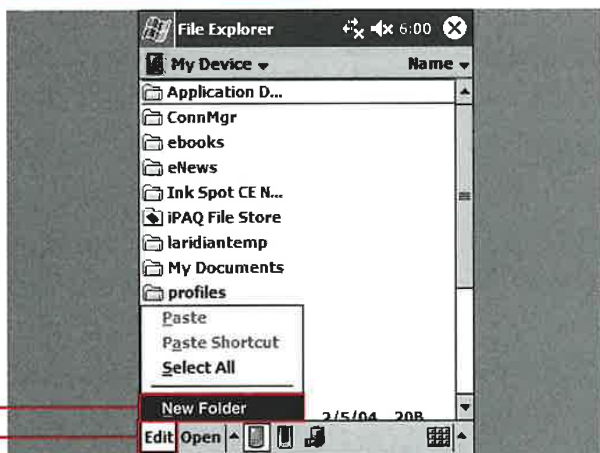 File Explorer 6:00
My Device Name
Application D...
ConnMgr
ebooks
eNews
Ink Spot CE N...
iPAQ File Store
laridiantemp
My Documents
profiles
Paste
Paste Shortcut
Select All
New Folder 2/5/04 20B
Edit Open